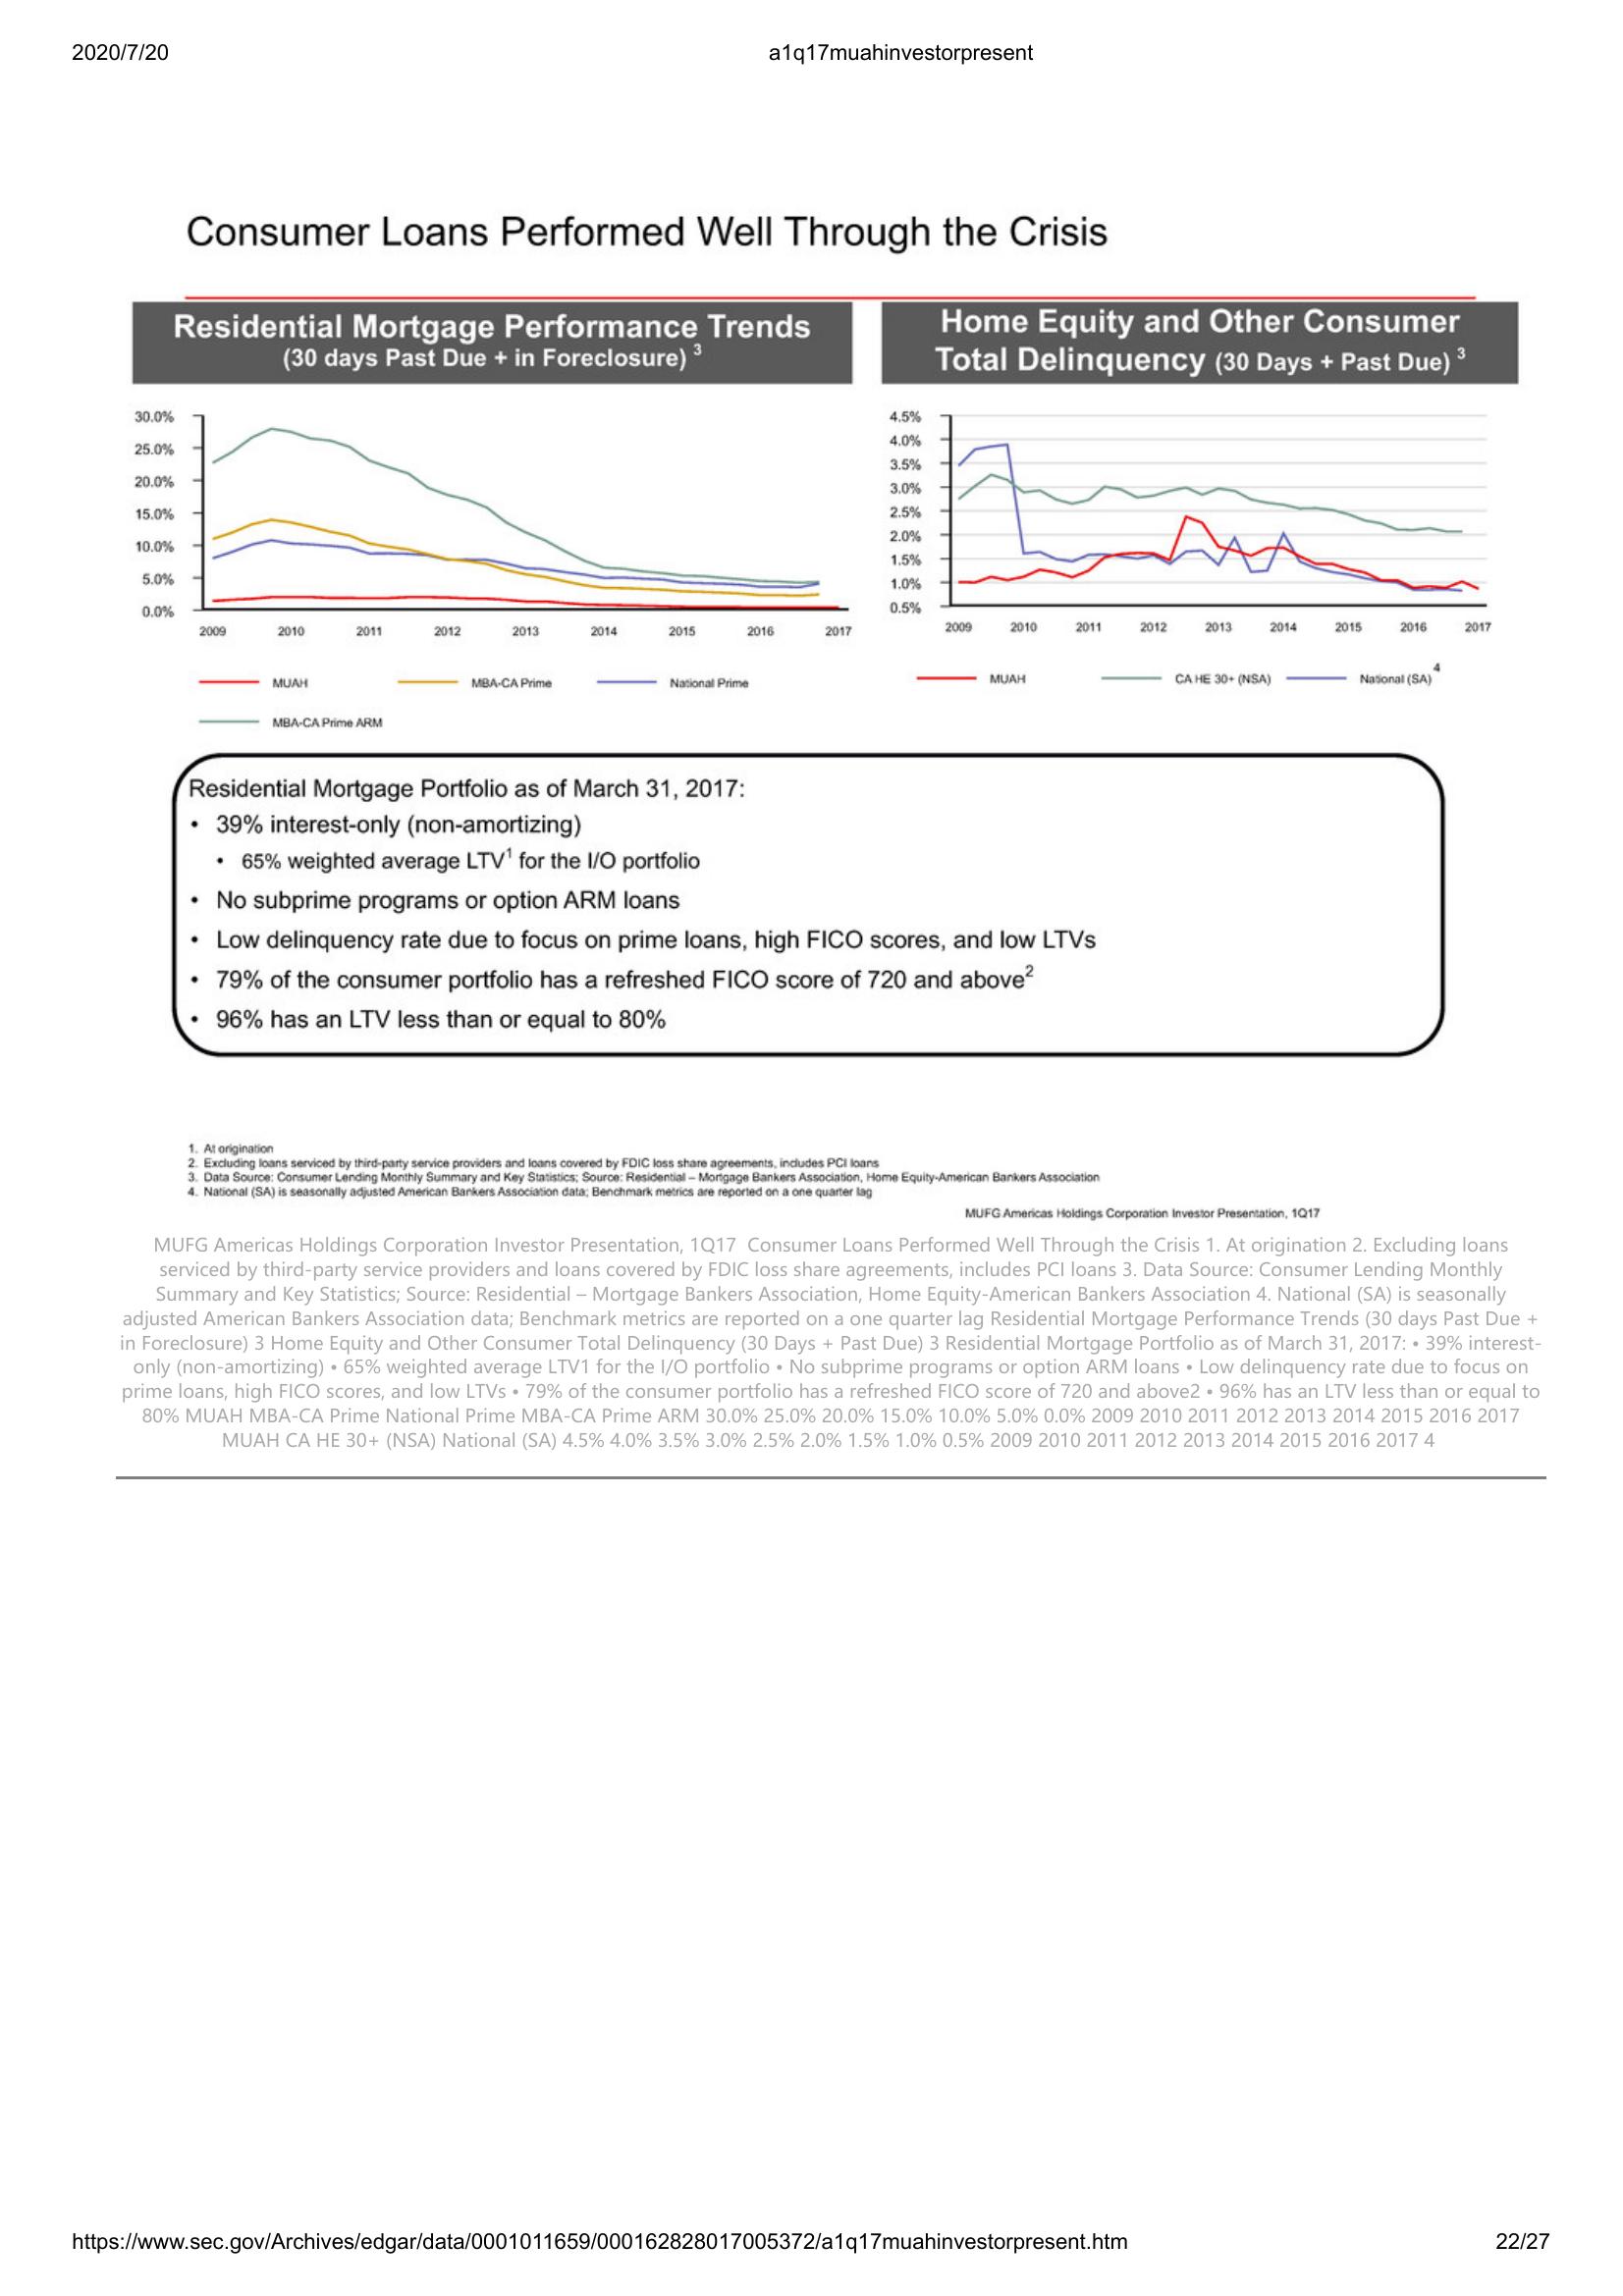 2020/7/20
a1q17muahinvestorpresent
Consumer Loans Performed Well Through the Crisis
Residential Mortgage Performance Trends
(30 days Past Due + in Foreclosure) 3
30.0%
25.0%
20.0%
15.0%
10.0%
5.0%
0.0%
2009 2010 2011 2012 2013 2014 2015 2016 2017
MUAH MBA-CA Prime National Prime
MBA-CA Prime ARM
Home Equity and Other Consumer
Total Delinquency (30 Days + Past Due) 3
4.5%
4.0%
3.5%
3.0%
2.5%
2.0%
1.5%
1.0%
0.5%
2009 2010 2011 2012 2013 2014 2015 2016 2017
MUAH CA HE 30+ (NSA) National (SA) 4
Residential Mortgage Portfolio as of March 31, 2017:
• 39% interest-only (non-amortizing)
• 65% weighted average LTV1 for the I/O portfolio
• No subprime programs or option ARM loans
• Low delinquency rate due to focus on prime loans, high FICO scores, and low LTVs
• 79% of the consumer portfolio has a refreshed FICO score of 720 and above2
• 96% has an LTV less than or equal to 80%
1. At origination
2. Excluding loans serviced by third-party service providers and loans covered by FDIC loss share agreements, includes PCI loans
3. Data Source: Consumer Lending Monthly Summary and Key Statistics; Source: Residential – Mortgage Bankers Association, Home Equity-American Bankers Association
4. National (SA) is seasonally adjusted American Bankers Association data; Benchmark metrics are reported on a one quarter lag
MUFG Americas Holdings Corporation Investor Presentation, 1Q17
MUFG Americas Holdings Corporation Investor Presentation, 1Q17 Consumer Loans Performed Well Through the Crisis 1. At origination 2. Excluding loans
serviced by third-party service providers and loans covered by FDIC loss share agreements, includes PCI loans 3. Data Source: Consumer Lending Monthly
Summary and Key Statistics; Source: Residential – Mortgage Bankers Association, Home Equity-American Bankers Association 4. National (SA) is seasonally
adjusted American Bankers Association data; Benchmark metrics are reported on a one quarter lag Residential Mortgage Performance Trends (30 days Past Due +
in Foreclosure) 3 Home Equity and Other Consumer Total Delinquency (30 Days + Past Due) 3 Residential Mortgage Portfolio as of March 31, 2017: • 39% interest-
only (non-amortizing) • 65% weighted average LTV1 for the I/O portfolio • No subprime programs or option ARM loans • Low delinquency rate due to focus on
prime loans, high FICO scores, and low LTVs • 79% of the consumer portfolio has a refreshed FICO score of 720 and above2 • 96% has an LTV less than or equal to
80% MUAH MBA-CA Prime National Prime MBA-CA Prime ARM 30.0% 25.0% 20.0% 15.0% 10.0% 5.0% 0.0% 2009 2010 2011 2012 2013 2014 2015 2016 2017
MUAH CA HE 30+ (NSA) National (SA) 4.5% 4.0% 3.5% 3.0% 2.5% 2.0% 1.5% 1.0% 0.5% 2009 2010 2011 2012 2013 2014 2015 2016 2017 4
https://www.sec.gov/Archives/edgar/data/0001011659/000162828017005372/a1q17muahinvestorpresent.htm
22/27